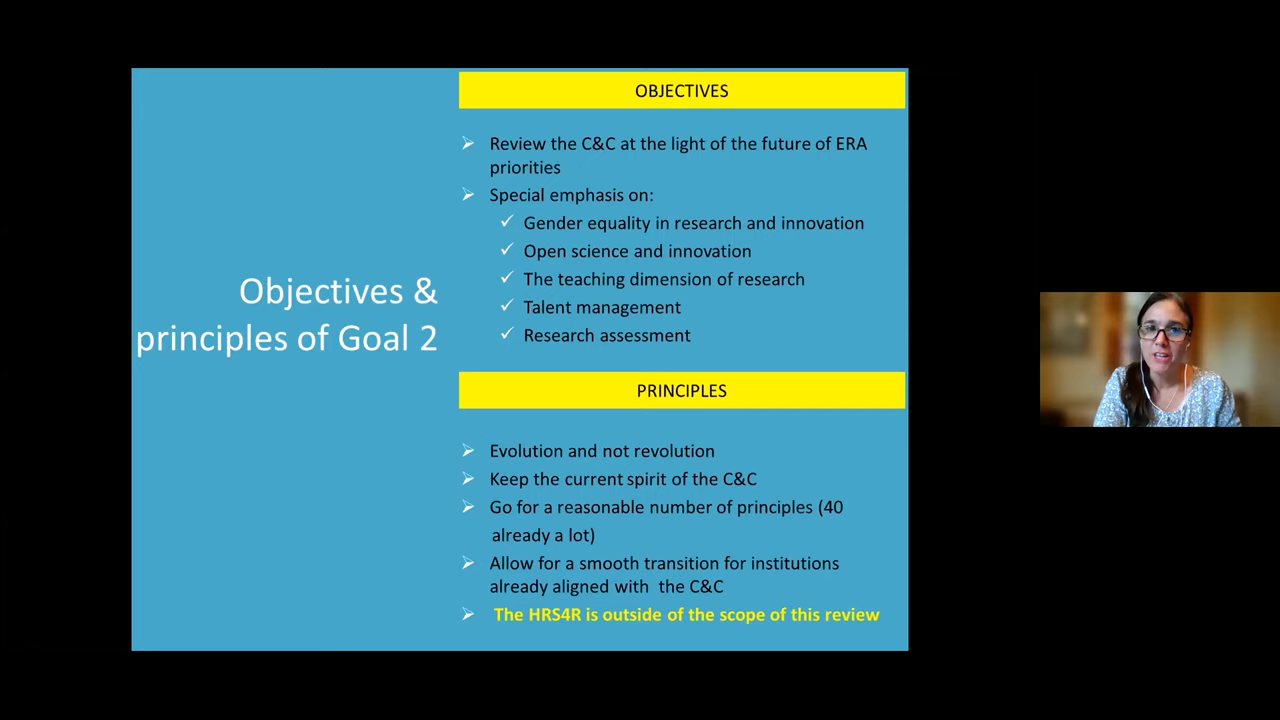 Objectives &
principles of Goal 2
OBJECTIVES
Review the C&C at the light of the future of ERA
priorities
Special emphasis on:
Gender equality in research and innovation
Open science and innovation
The teaching dimension of research
Talent management
Research assessment
PRINCIPLES
Evolution and not revolution
Keep the current spirit of the C&C
Go for a reasonable number of principles (40
already a lot)
Allow for a smooth transition for institutions
already aligned with the C&C
The HRS4R is outside of the scope of this review